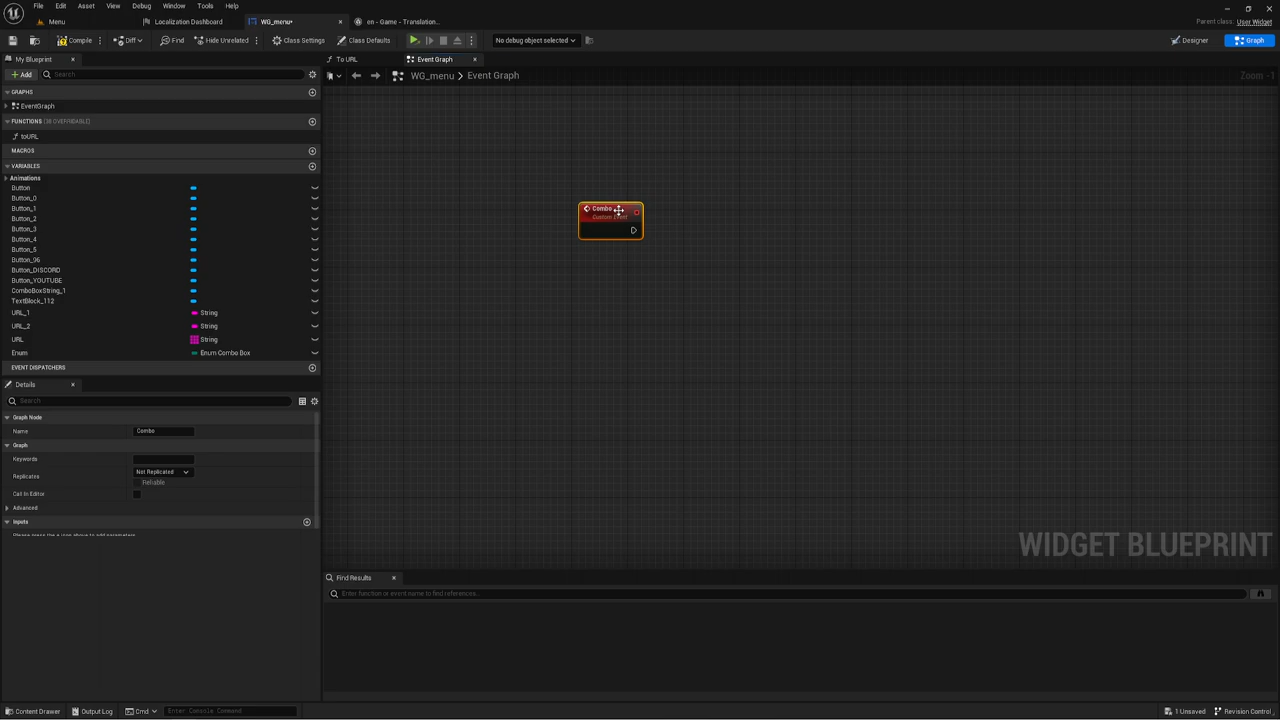 File Edit Asset View Debug Window Tools Help
Menu
Localization Dashboard
WG_menu•
en - Game - Translation...
Parent class: User Widget
Compile
Diff
Find
Hide Unrelated
Class Settings
Class Defaults
No debug object selected
Designer
Graph
My Blueprint
To URL
Event Graph
Add
Search
WG_menu > Event Graph
Zoom -1
GRAPHS
EventGraph
FUNCTIONS (38 OVERRIDABLE)
toURL
MACROS
VARIABLES
Animations
Button
Button_0
Button_1
Button_2
Button_3
Button_4
Button_5
Button_96
Button_DISCORD
Button_YOUTUBE
ComboBoxString_1
TextBlock_112
URL_1 String
URL_2 String
URL String
Enum Enum Combo Box
EVENT DISPATCHERS
Details
Search
Graph Node
Name Combo
Graph
Keywords
Replicates Not Replicated
Reliable
Call In Editor
Advanced
Inputs
Combo
Custom Event
WIDGET BLUEPRINT
Find Results
Enter function or event name to find references...
Content Drawer
Output Log
Cmd
Enter Console Command
1 Unsaved
Revision Control